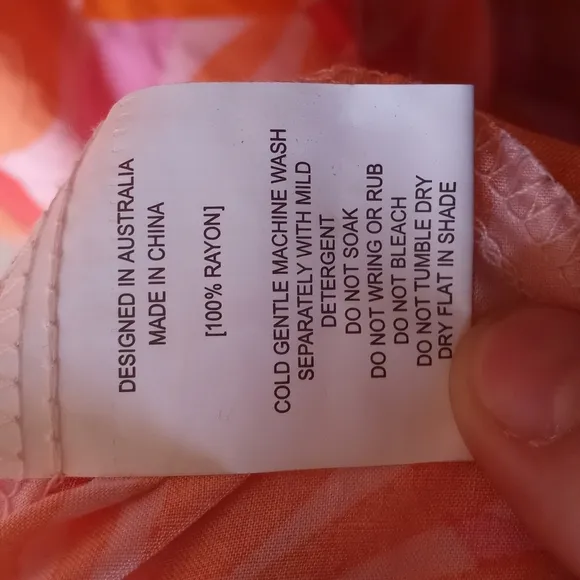 DESIGNED IN AUSTRALIA
MADE IN CHINA
[100% RAYON]
COLD GENTLE MACHINE WASH
SEPARATELY WITH MILD
DETERGENT
DO NOT SOAK
DO NOT WRING OR RUB
DO NOT BLEACH
DO NOT TUMBLE DRY
DRY FLAT IN SHADE